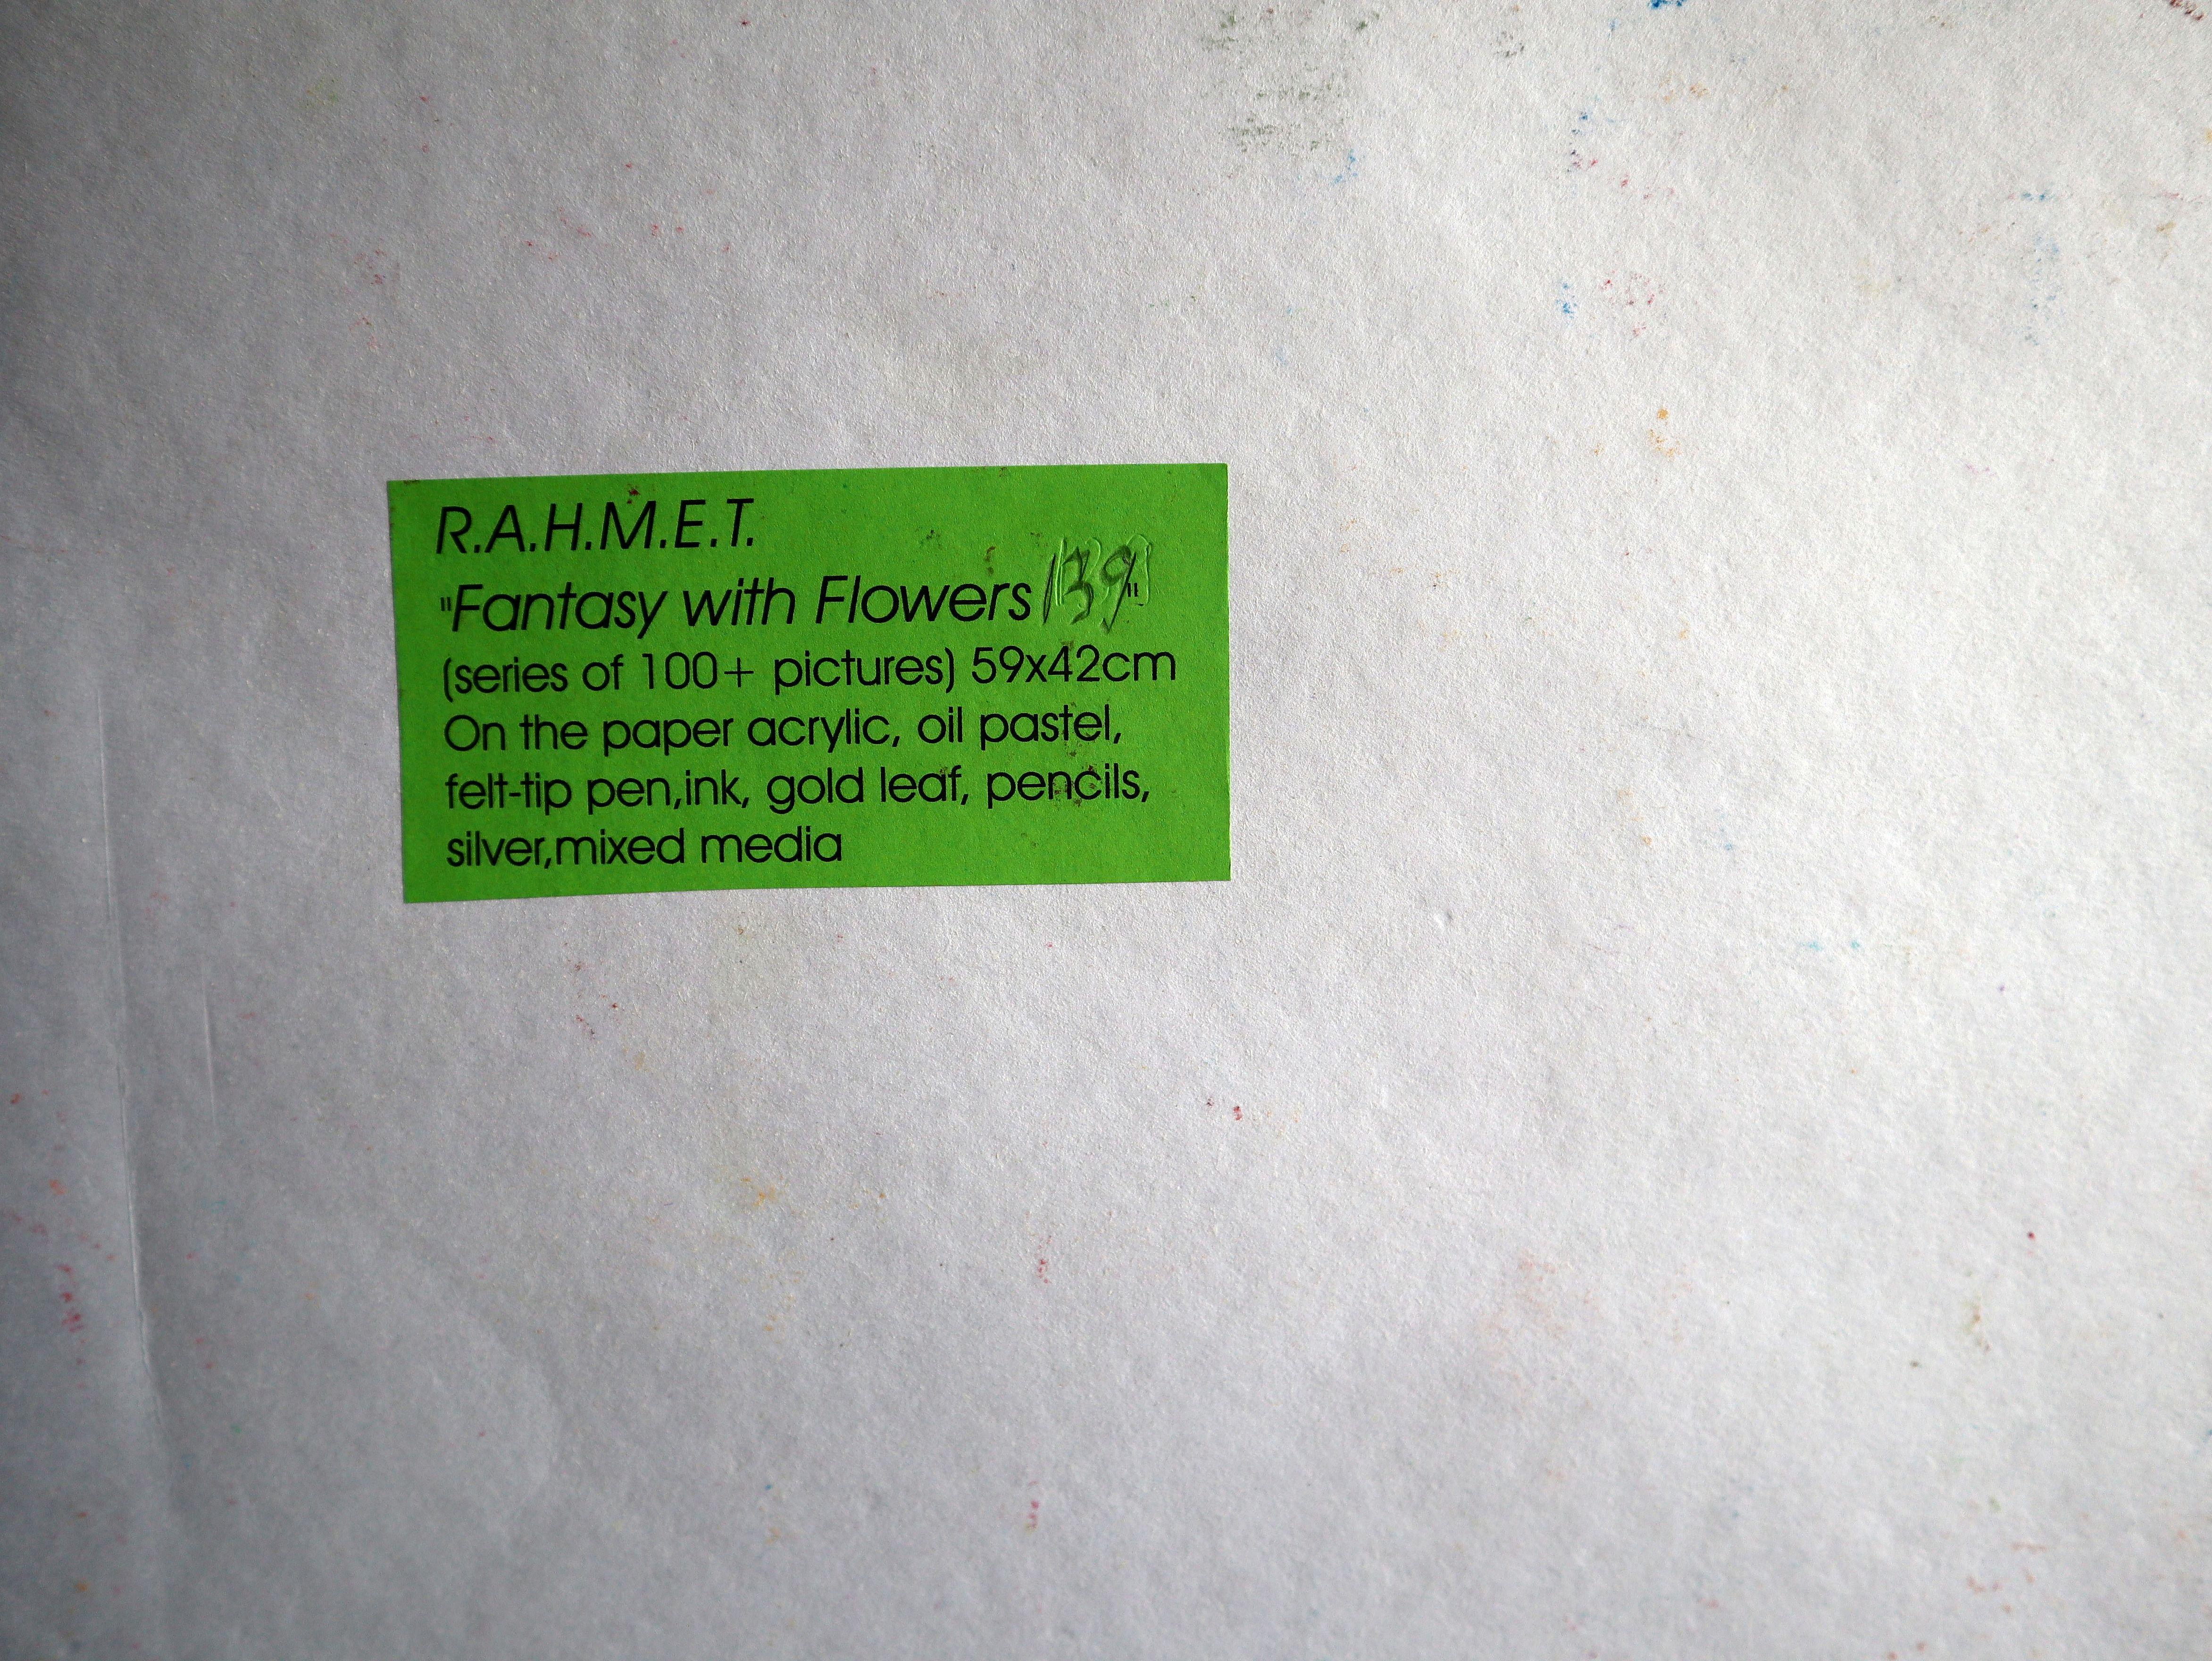 R.A.H.M.E.T.
"Fantasy with Flowers 139"
(series of 100+ pictures) 59x42cm
On the paper acrylic, oil pastel,
felt-tip pen,ink, gold leaf, pencils,
silver,mixed media